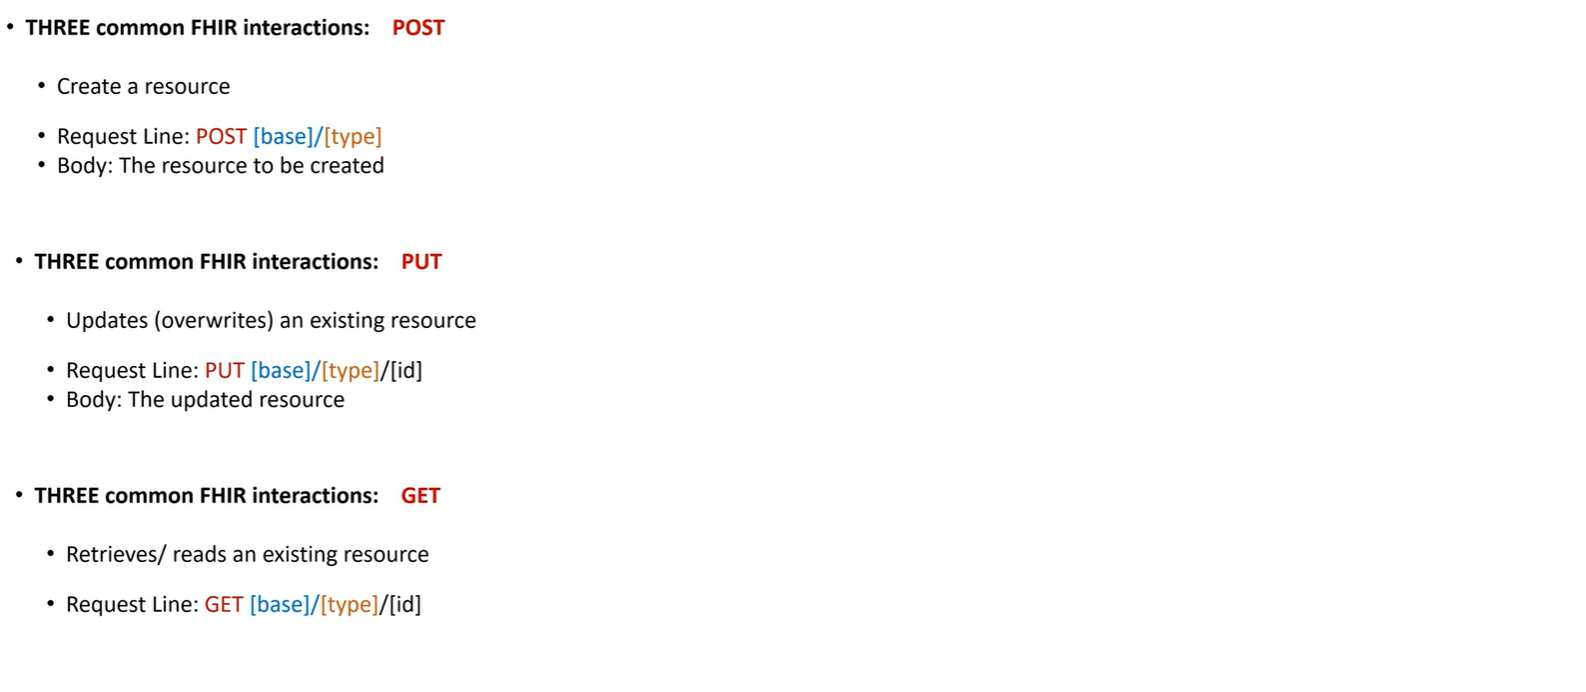 • THREE common FHIR interactions: POST
• Create a resource
• Request Line: POST [base]/[type]
• Body: The resource to be created
• THREE common FHIR interactions: PUT
• Updates (overwrites) an existing resource
• Request Line: PUT [base]/[type]/[id]
• Body: The updated resource
• THREE common FHIR interactions: GET
• Retrieves/ reads an existing resource
• Request Line: GET [base]/[type]/[id]